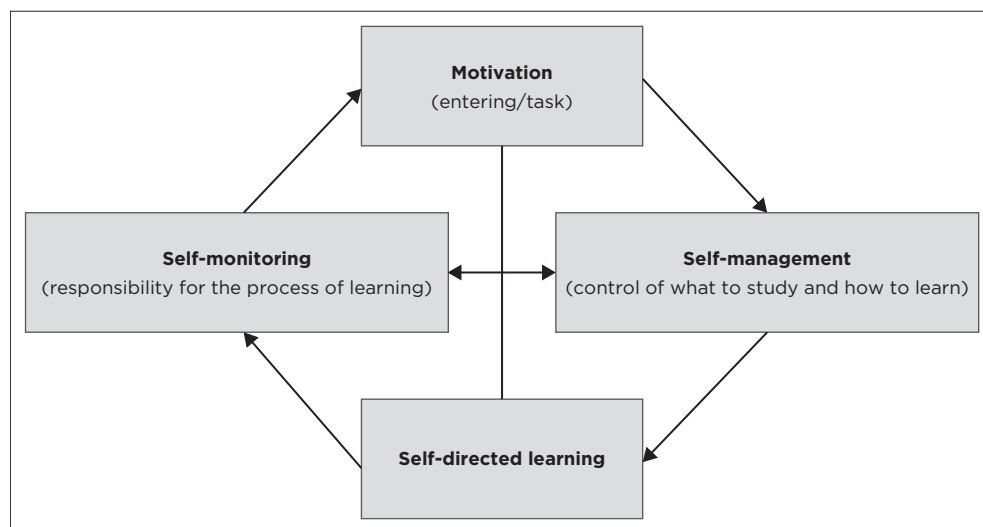 Motivation
(entering/task)
Self-monitoring
(responsibility for the process of learning)
Self-management
(control of what to study and how to learn)
Self-directed learning